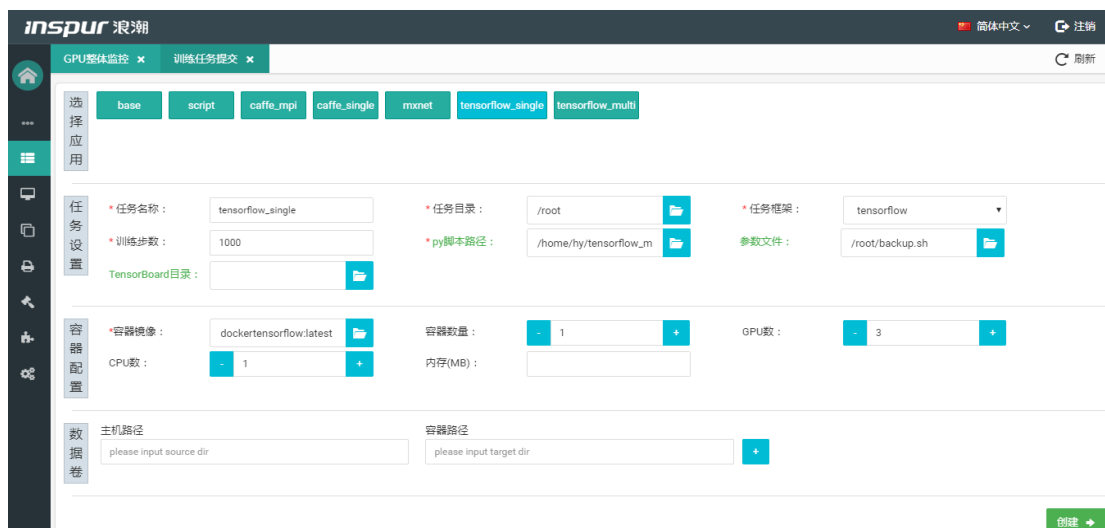 inspur 浪潮
简体中文
注销
GPU整体监控 ×
训练任务提交 ×
刷新
选择应用
base
script
caffe_mpi
caffe_single
mxnet
tensorflow_single
tensorflow_multi
任务设置
* 任务名称：
tensorflow_single
* 任务目录：
/root
* 任务框架：
tensorflow
* 训练步数：
1000
* py脚本路径：
/home/hy/tensorflow_m
参数文件：
/root/backup.sh
TensorBoard目录：
容器配置
*容器镜像：
dockertensorflow:latest
容器数量：
- 1 +
GPU数：
- 3 +
CPU数：
- 1 +
内存(MB)：
数据卷
主机路径
please input source dir
容器路径
please input target dir
+
创建